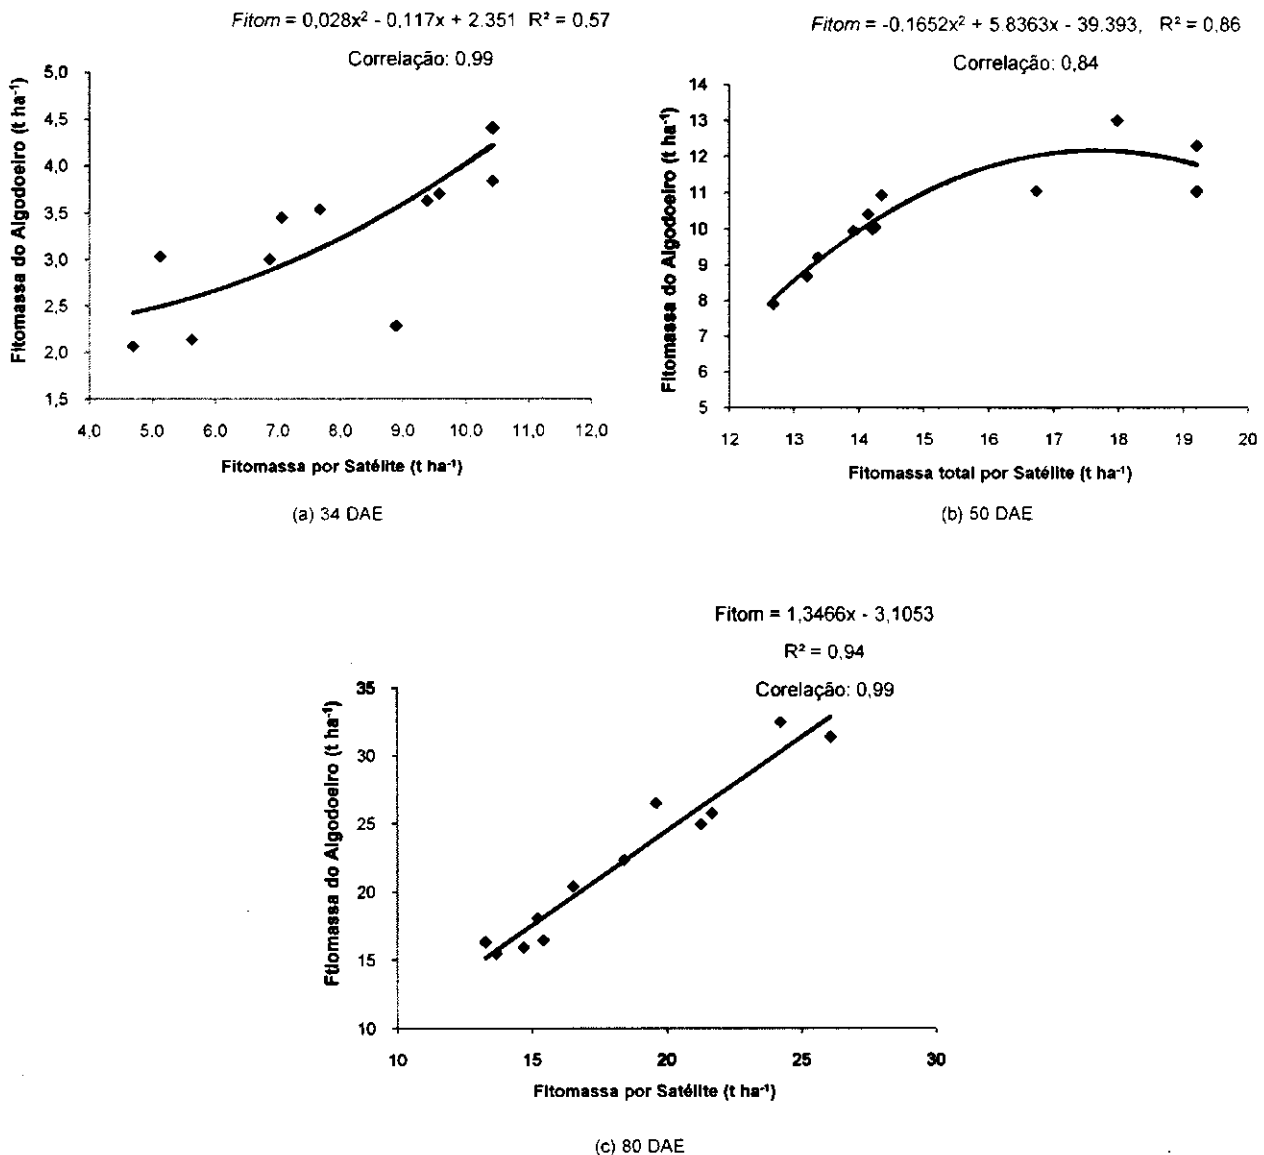 Fitom = 0,028x² - 0,117x + 2.351 R² = 0.57
Correlação: 0,99
Fitomassa do Algodoeiro (t ha⁻¹)
5,0
4,5
4,0
3,5
3,0
2,5
2,0
1,5
4,0 5.0 6.0 7.0 8.0 9.0 10.0 11,0 12,0
Fitomassa por Satélite (t ha⁻¹)
(a) 34 DAE
Fitom = -0.1652x² + 5.8363x - 39.393, R² = 0,86
Correlação: 0,84
Fitomassa do Algodoeiro (t ha⁻¹)
14
13
12
11
10
9
8
7
6
5
12 13 14 15 16 17 18 19 20
Fitomassa total por Satélite (t ha⁻¹)
(b) 50 DAE
Fitom = 1,3466x - 3,1053
R² = 0,94
Corelação: 0,99
Ftiomassa do Algodoeiro (t ha⁻¹)
35
30
25
20
15
10
10 15 20 25 30
Fitomassa por Satélite (t ha⁻¹)
(c) 80 DAE